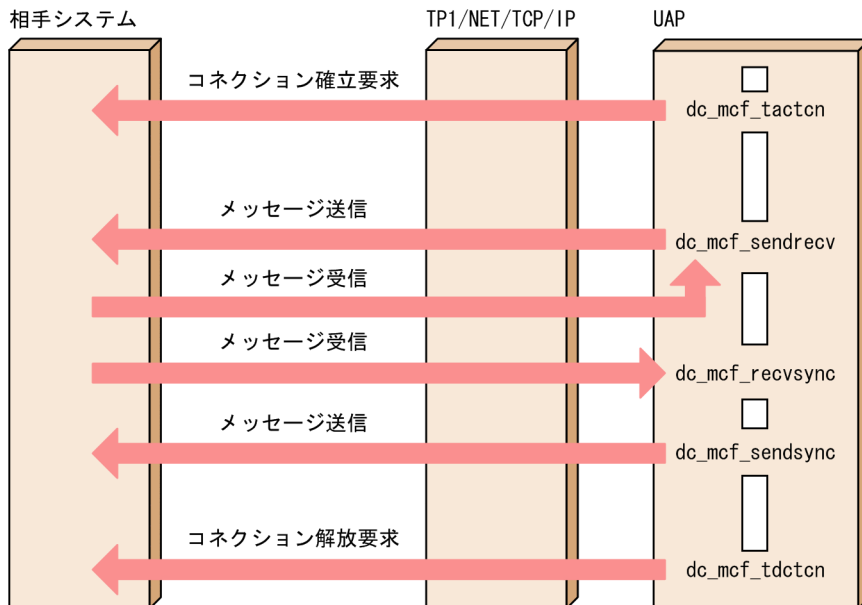 相手システム
TP1/NET/TCP/IP
UAP
コネクション確立要求
dc_mcf_tactcn
メッセージ送信
dc_mcf_sendrecv
メッセージ受信
メッセージ受信
dc_mcf_recvsync
メッセージ送信
dc_mcf_sendsync
コネクション解放要求
dc_mcf_tdctcn